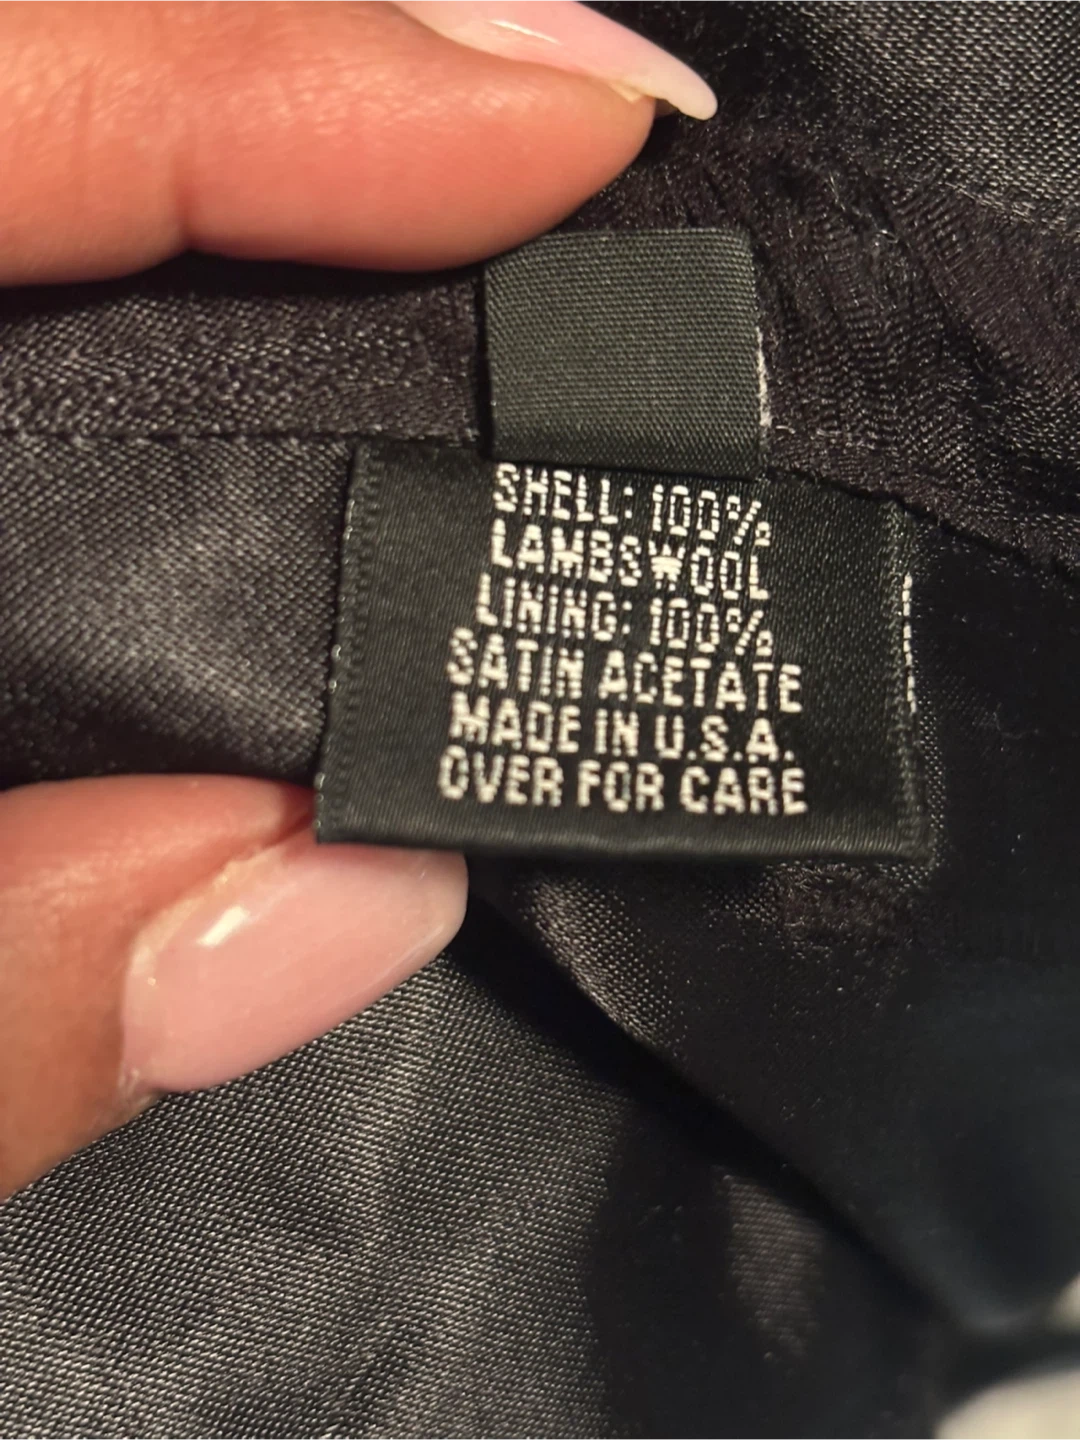 SHELL: 100%
LAMBSWOOL
LINING: 100%
SATIN ACETATE
MADE IN U.S.A.
OVER FOR CARE